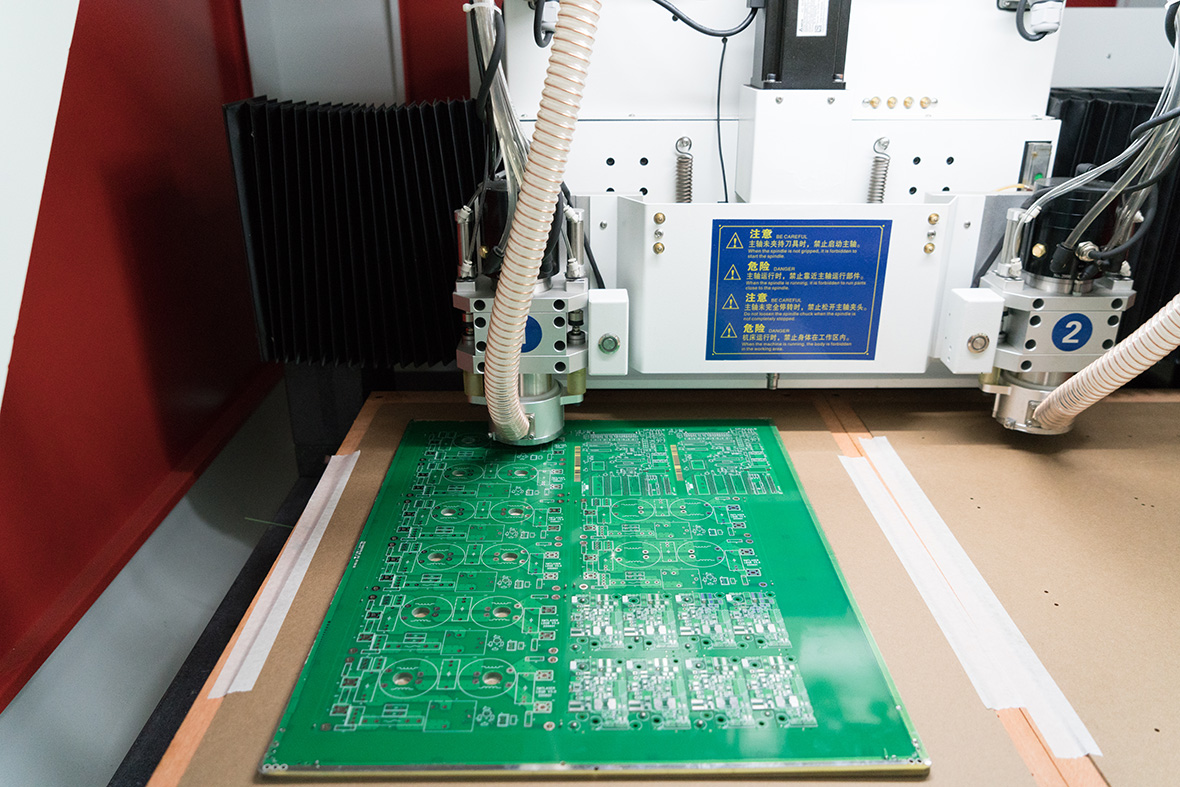 注意 BE CAREFUL
主轴未夹持刀具时，禁止启动主轴。
When the spindle is not gripped, it is forbidden to
start the spindle.
危险 DANGER
主轴运行时，禁止靠近主轴运行部件。
When the spindle is running, it is forbidden to run parts
close to the spindle.
注意 BE CAREFUL
主轴未完全停转时，禁止松开主轴夹头。
Do not loosen the spindle chuck when the spindle is
not completely stopped.
危险 DANGER
机床运行时，禁止身体在工作区内。
When the machine is running, the body is forbidden
in the working area.
1
2